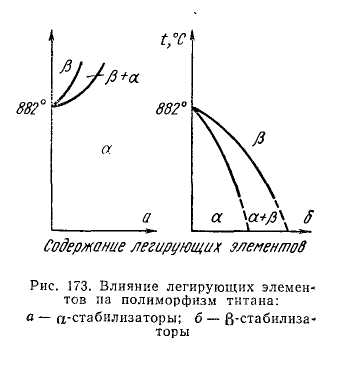 t,°C
β
β+α
882°
882°
β
α
а
α
α+β
б
Содержание легирующих элементов
Рис. 173. Влияние легирующих элемен-
тов на полиморфизм титана:
а — α-стабилизаторы; б — β-стабилиза-
торы